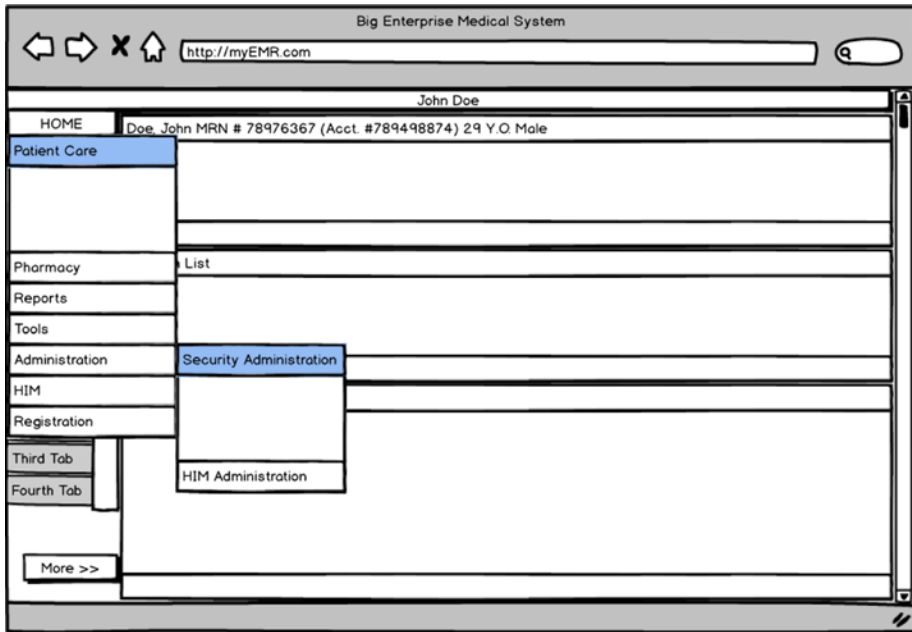 Big Enterprise Medical System
http://myEMR.com
John Doe
HOME
Doe, John MRN # 78976367 (Acct. #789498874) 29 Y.O. Male
Patient Care
Pharmacy
List
Reports
Tools
Administration
Security Administration
HIM
Registration
Third Tab
HIM Administration
Fourth Tab
More >>